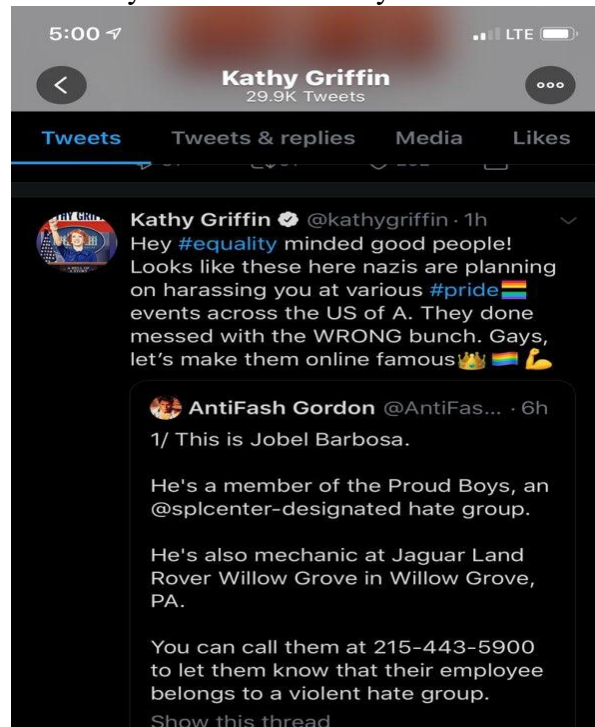 5:00
LTE
Kathy Griffin
29.9K Tweets
Tweets Tweets & replies Media Likes
Kathy Griffin @kathygriffin · 1h
Hey #equality minded good people!
Looks like these here nazis are planning
on harassing you at various #pride
events across the US of A. They done
messed with the WRONG bunch. Gays,
let's make them online famous👑🏳️‍🌈💪
AntiFash Gordon @AntiFas... · 6h
1/ This is Jobel Barbosa.
He's a member of the Proud Boys, an
@splcenter-designated hate group.
He's also mechanic at Jaguar Land
Rover Willow Grove in Willow Grove,
PA.
You can call them at 215-443-5900
to let them know that their employee
belongs to a violent hate group.
Show this thread